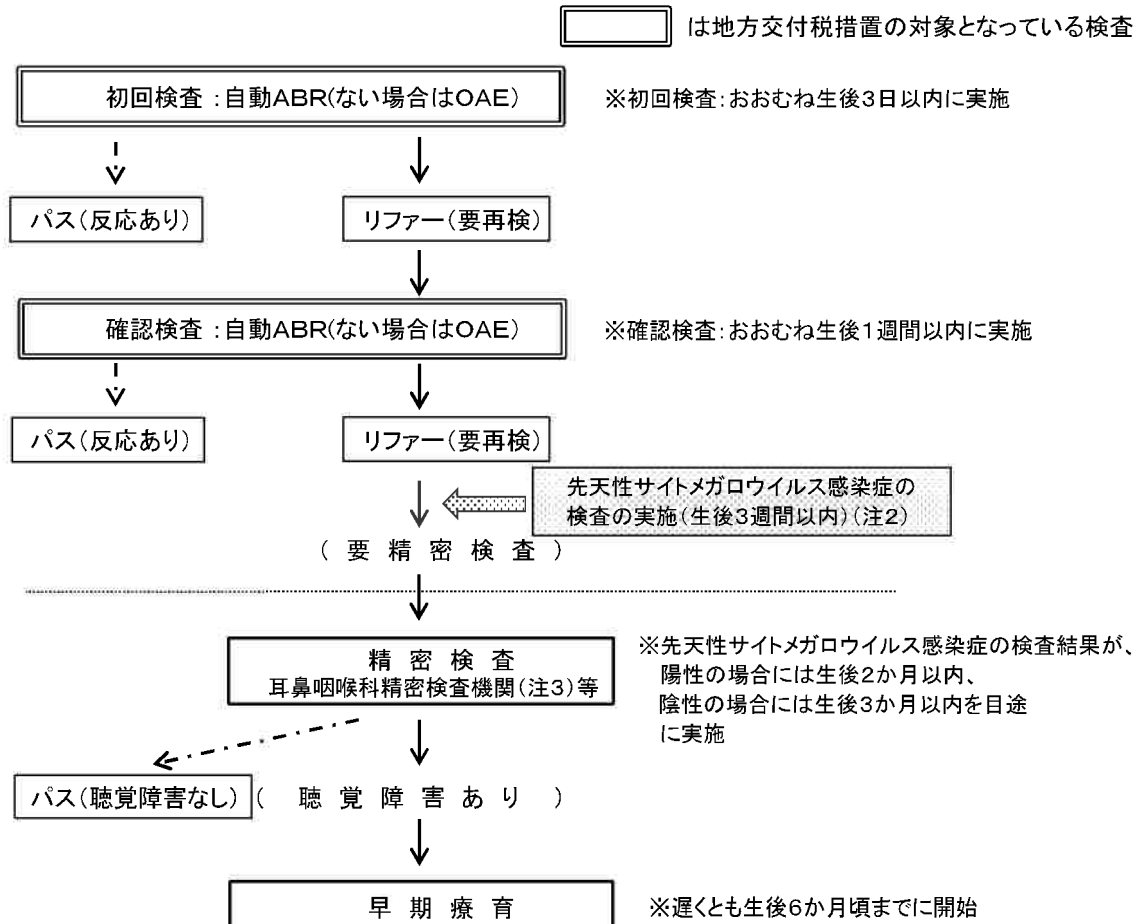 は地方交付税措置の対象となっている検査
初回検査：自動ABR(ない場合はOAE)
※初回検査：おおむね生後3日以内に実施
パス(反応あり)
リファー(要再検)
確認検査：自動ABR(ない場合はOAE)
※確認検査：おおむね生後1週間以内に実施
パス(反応あり)
リファー(要再検)
先天性サイトメガロウイルス感染症の
検査の実施(生後3週間以内)(注2)
(要精密検査)
精密検査
耳鼻咽喉科精密検査機関(注3)等
※先天性サイトメガロウイルス感染症の検査結果が、
陽性の場合には生後2か月以内、
陰性の場合には生後3か月以内を目途
に実施
パス(聴覚障害なし)
(聴覚障害あり)
早期療育
※遅くとも生後6か月頃までに開始